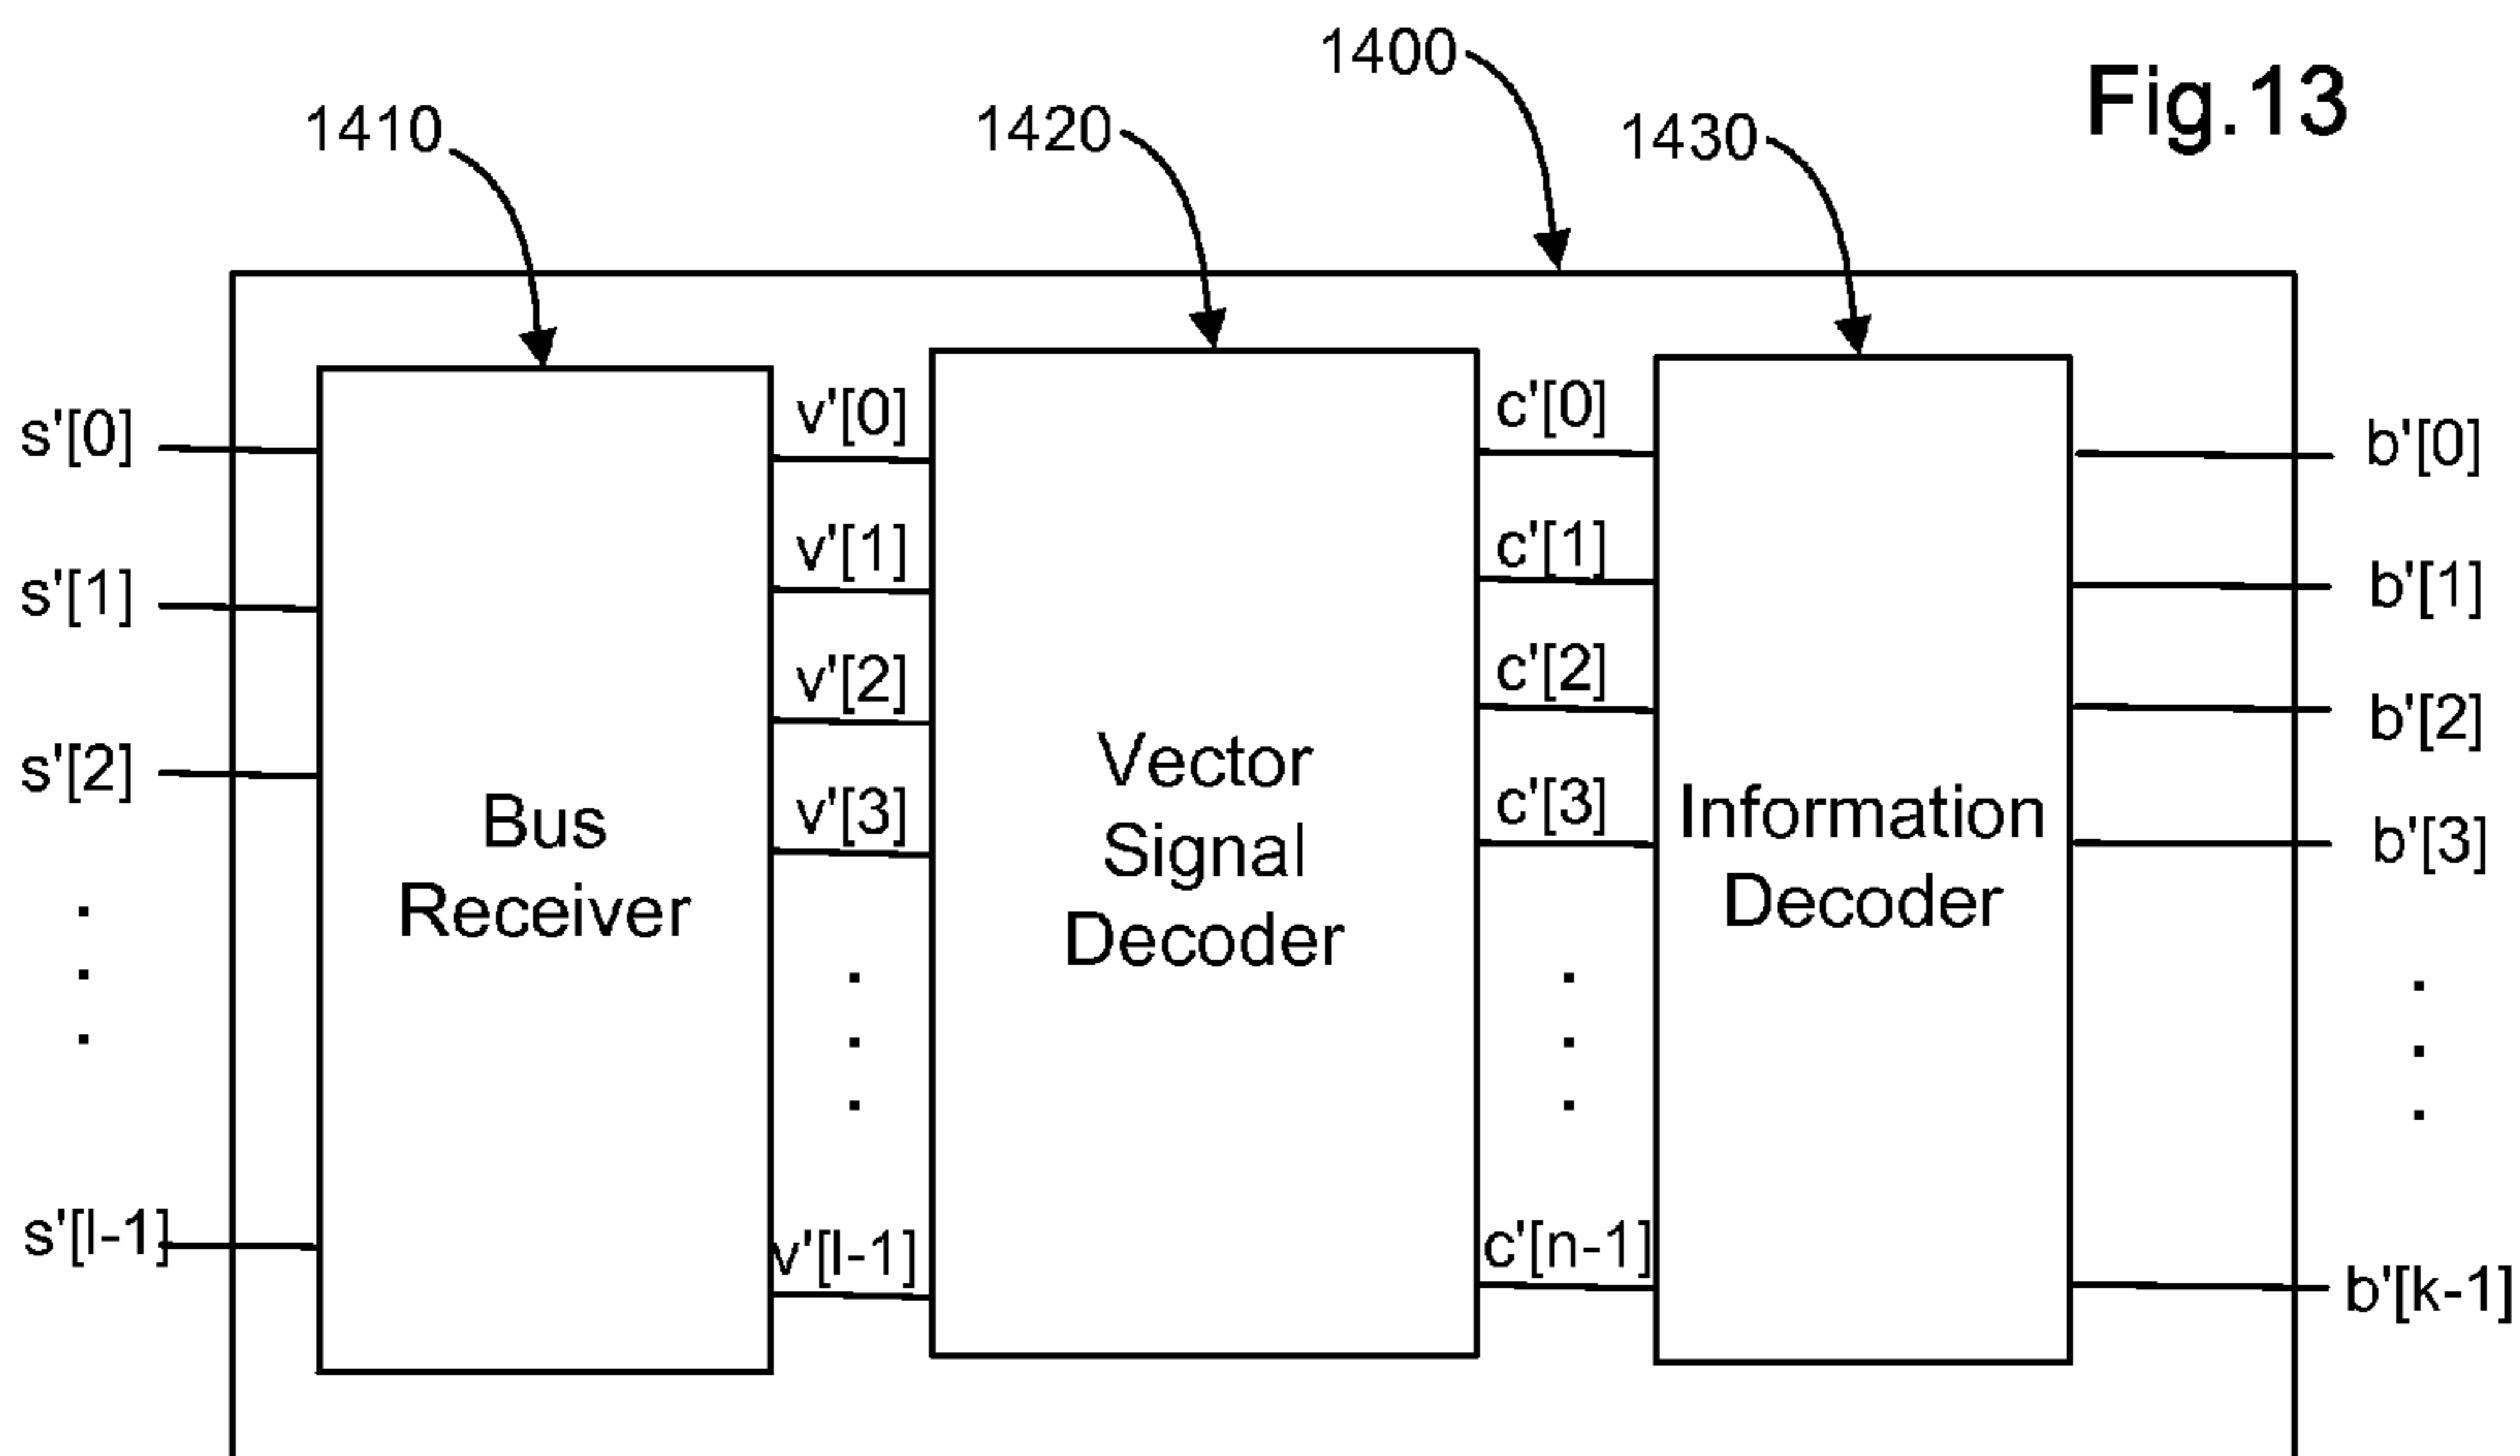 1400
Fig.13
1410
1420
1430
s'[0]
s'[1]
s'[2]
s'[l-1]
Bus
Receiver
v'[0]
v'[1]
v'[2]
v'[3]
v'[l-1]
Vector
Signal
Decoder
c'[0]
c'[1]
c'[2]
c'[3]
c'[n-1]
Information
Decoder
b'[0]
b'[1]
b'[2]
b'[3]
b'[k-1]